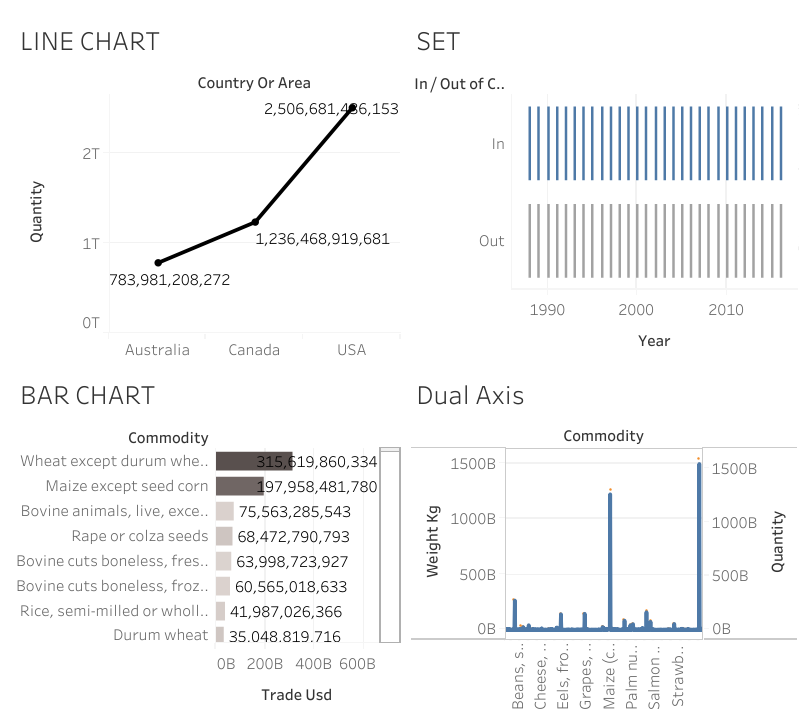 LINE CHART
Country Or Area
2,506,681,436,153
2T
Quantity
1T
1,236,468,919,681
783,981,208,272
0T
Australia
Canada
USA
SET
In / Out of C..
In
Out
1990
2000
2010
Year
BAR CHART
Commodity
Wheat except durum whe.. 315,619,860,334
Maize except seed corn 197,958,481,780
Bovine animals, live, exce.. 75,563,285,543
Rape or colza seeds 68,472,790,793
Bovine cuts boneless, fres.. 63,998,723,927
Bovine cuts boneless, froz.. 60,565,018,633
Rice, semi-milled or wholl.. 41,987,026,366
Durum wheat 35,048,819,716
0B 200B 400B 600B
Trade Usd
Dual Axis
Commodity
1500B
1000B
500B
0B
Weight Kg
1500B
1000B
500B
0B
Quantity
Beans, s..
Cheese, ..
Eels, fro..
Grapes, ..
Maize (c..
Palm nu..
Salmon ..
Strawb..